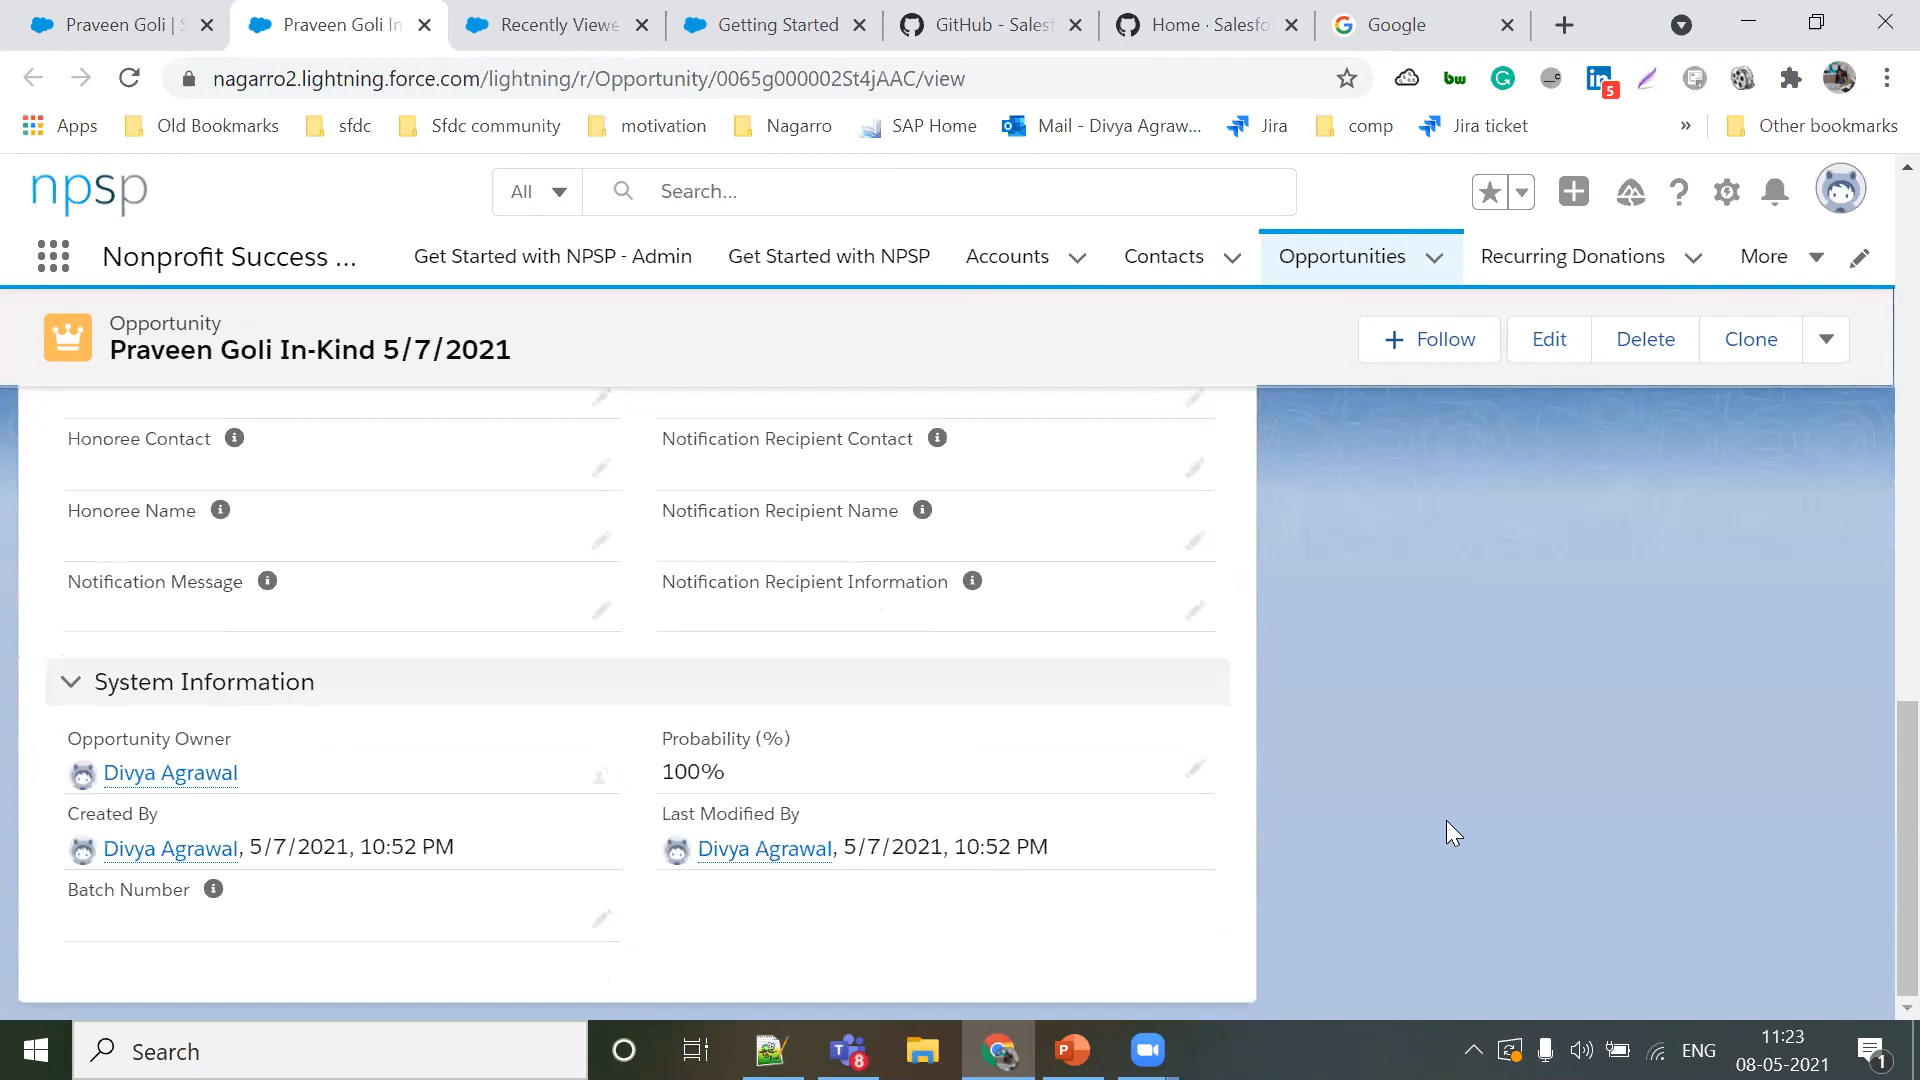 Praveen Goli | S
Praveen Goli In
Recently Viewe
Getting Started
GitHub - Salesf
Home · Salesfo
Google
nagarro2.lightning.force.com/lightning/r/Opportunity/0065g000002St4jAAC/view
bw
5
Apps
Old Bookmarks
sfdc
Sfdc community
motivation
Nagarro
SAP Home
Mail - Divya Agraw...
Jira
comp
Jira ticket
»
Other bookmarks
npsp
All
Search...
Nonprofit Success ...
Get Started with NPSP - Admin
Get Started with NPSP
Accounts
Contacts
Opportunities
Recurring Donations
More
Opportunity
Praveen Goli In-Kind 5/7/2021
Follow
Edit
Delete
Clone
Honoree Contact
Notification Recipient Contact
Honoree Name
Notification Recipient Name
Notification Message
Notification Recipient Information
System Information
Opportunity Owner
Probability (%)
Divya Agrawal
100%
Created By
Last Modified By
Divya Agrawal, 5/7/2021, 10:52 PM
Divya Agrawal, 5/7/2021, 10:52 PM
Batch Number
Search
8
ENG
11:23
08-05-2021
1